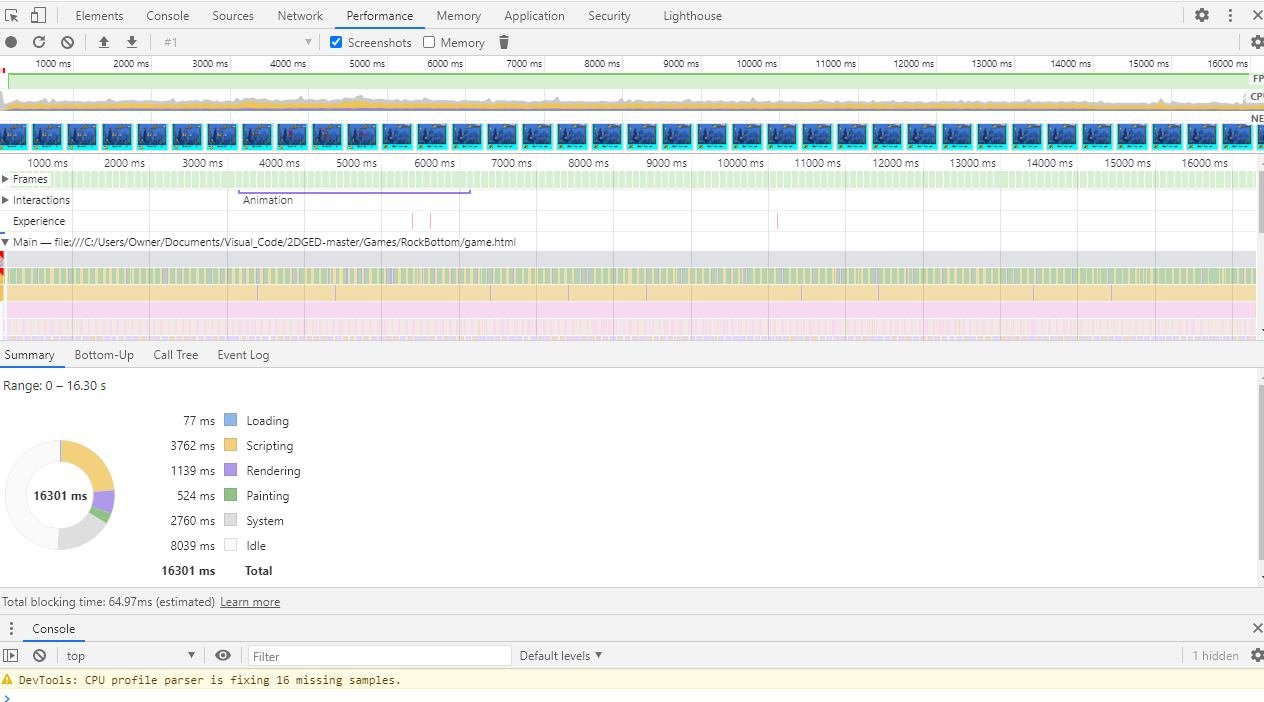 Elements Console Sources Network Performance Memory Application Security Lighthouse
#1 Screenshots Memory
1000 ms 2000 ms 3000 ms 4000 ms 5000 ms 6000 ms 7000 ms 8000 ms 9000 ms 10000 ms 11000 ms 12000 ms 13000 ms 14000 ms 15000 ms 16000 ms
FP
CPU
NE
1000 ms 2000 ms 3000 ms 4000 ms 5000 ms 6000 ms 7000 ms 8000 ms 9000 ms 10000 ms 11000 ms 12000 ms 13000 ms 14000 ms 15000 ms 16000 ms
Frames
Interactions Animation
Experience
Main — file:///C:/Users/Owner/Documents/Visual_Code/2DGED-master/Games/RockBottom/game.html
Summary Bottom-Up Call Tree Event Log
Range: 0 – 16.30 s
77 ms Loading
3762 ms Scripting
1139 ms Rendering
16301 ms
524 ms Painting
2760 ms System
8039 ms Idle
16301 ms Total
Total blocking time: 64.97ms (estimated) Learn more
Console
top Filter Default levels 1 hidden
DevTools: CPU profile parser is fixing 16 missing samples.